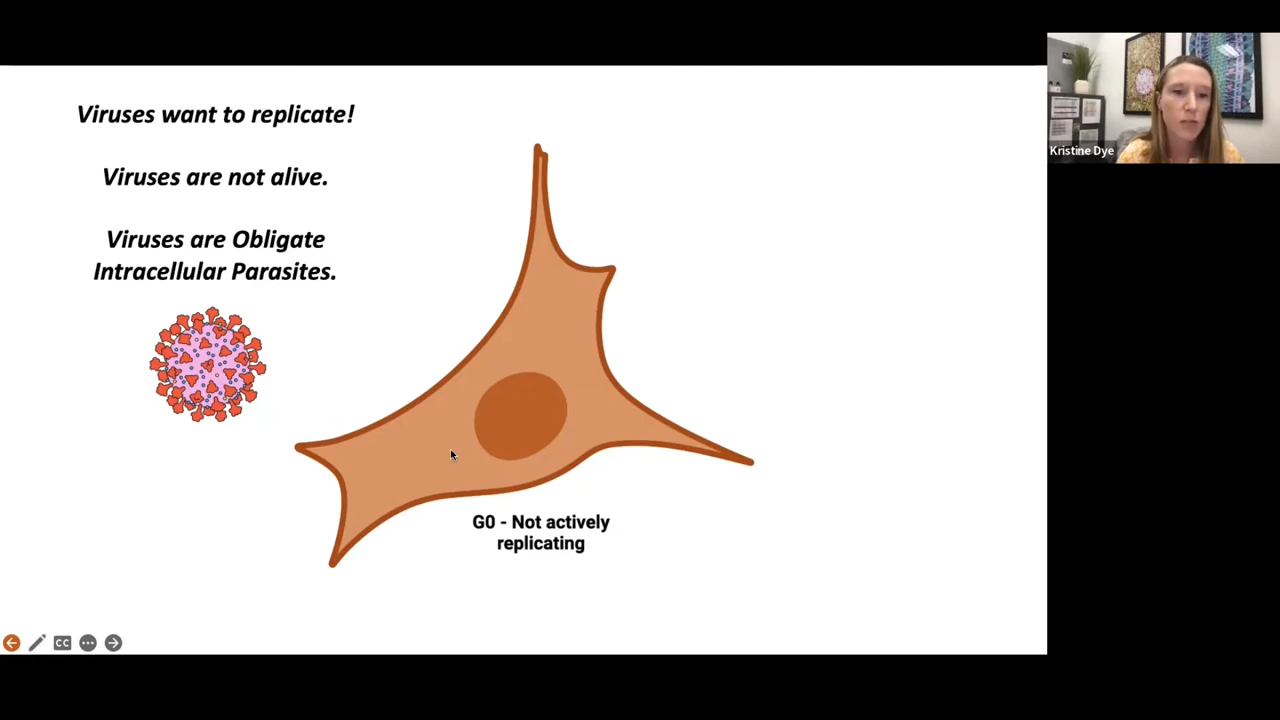 Viruses want to replicate!
Viruses are not alive.
Viruses are Obligate
Intracellular Parasites.
G0 - Not actively
replicating
Kristine Dye
CC